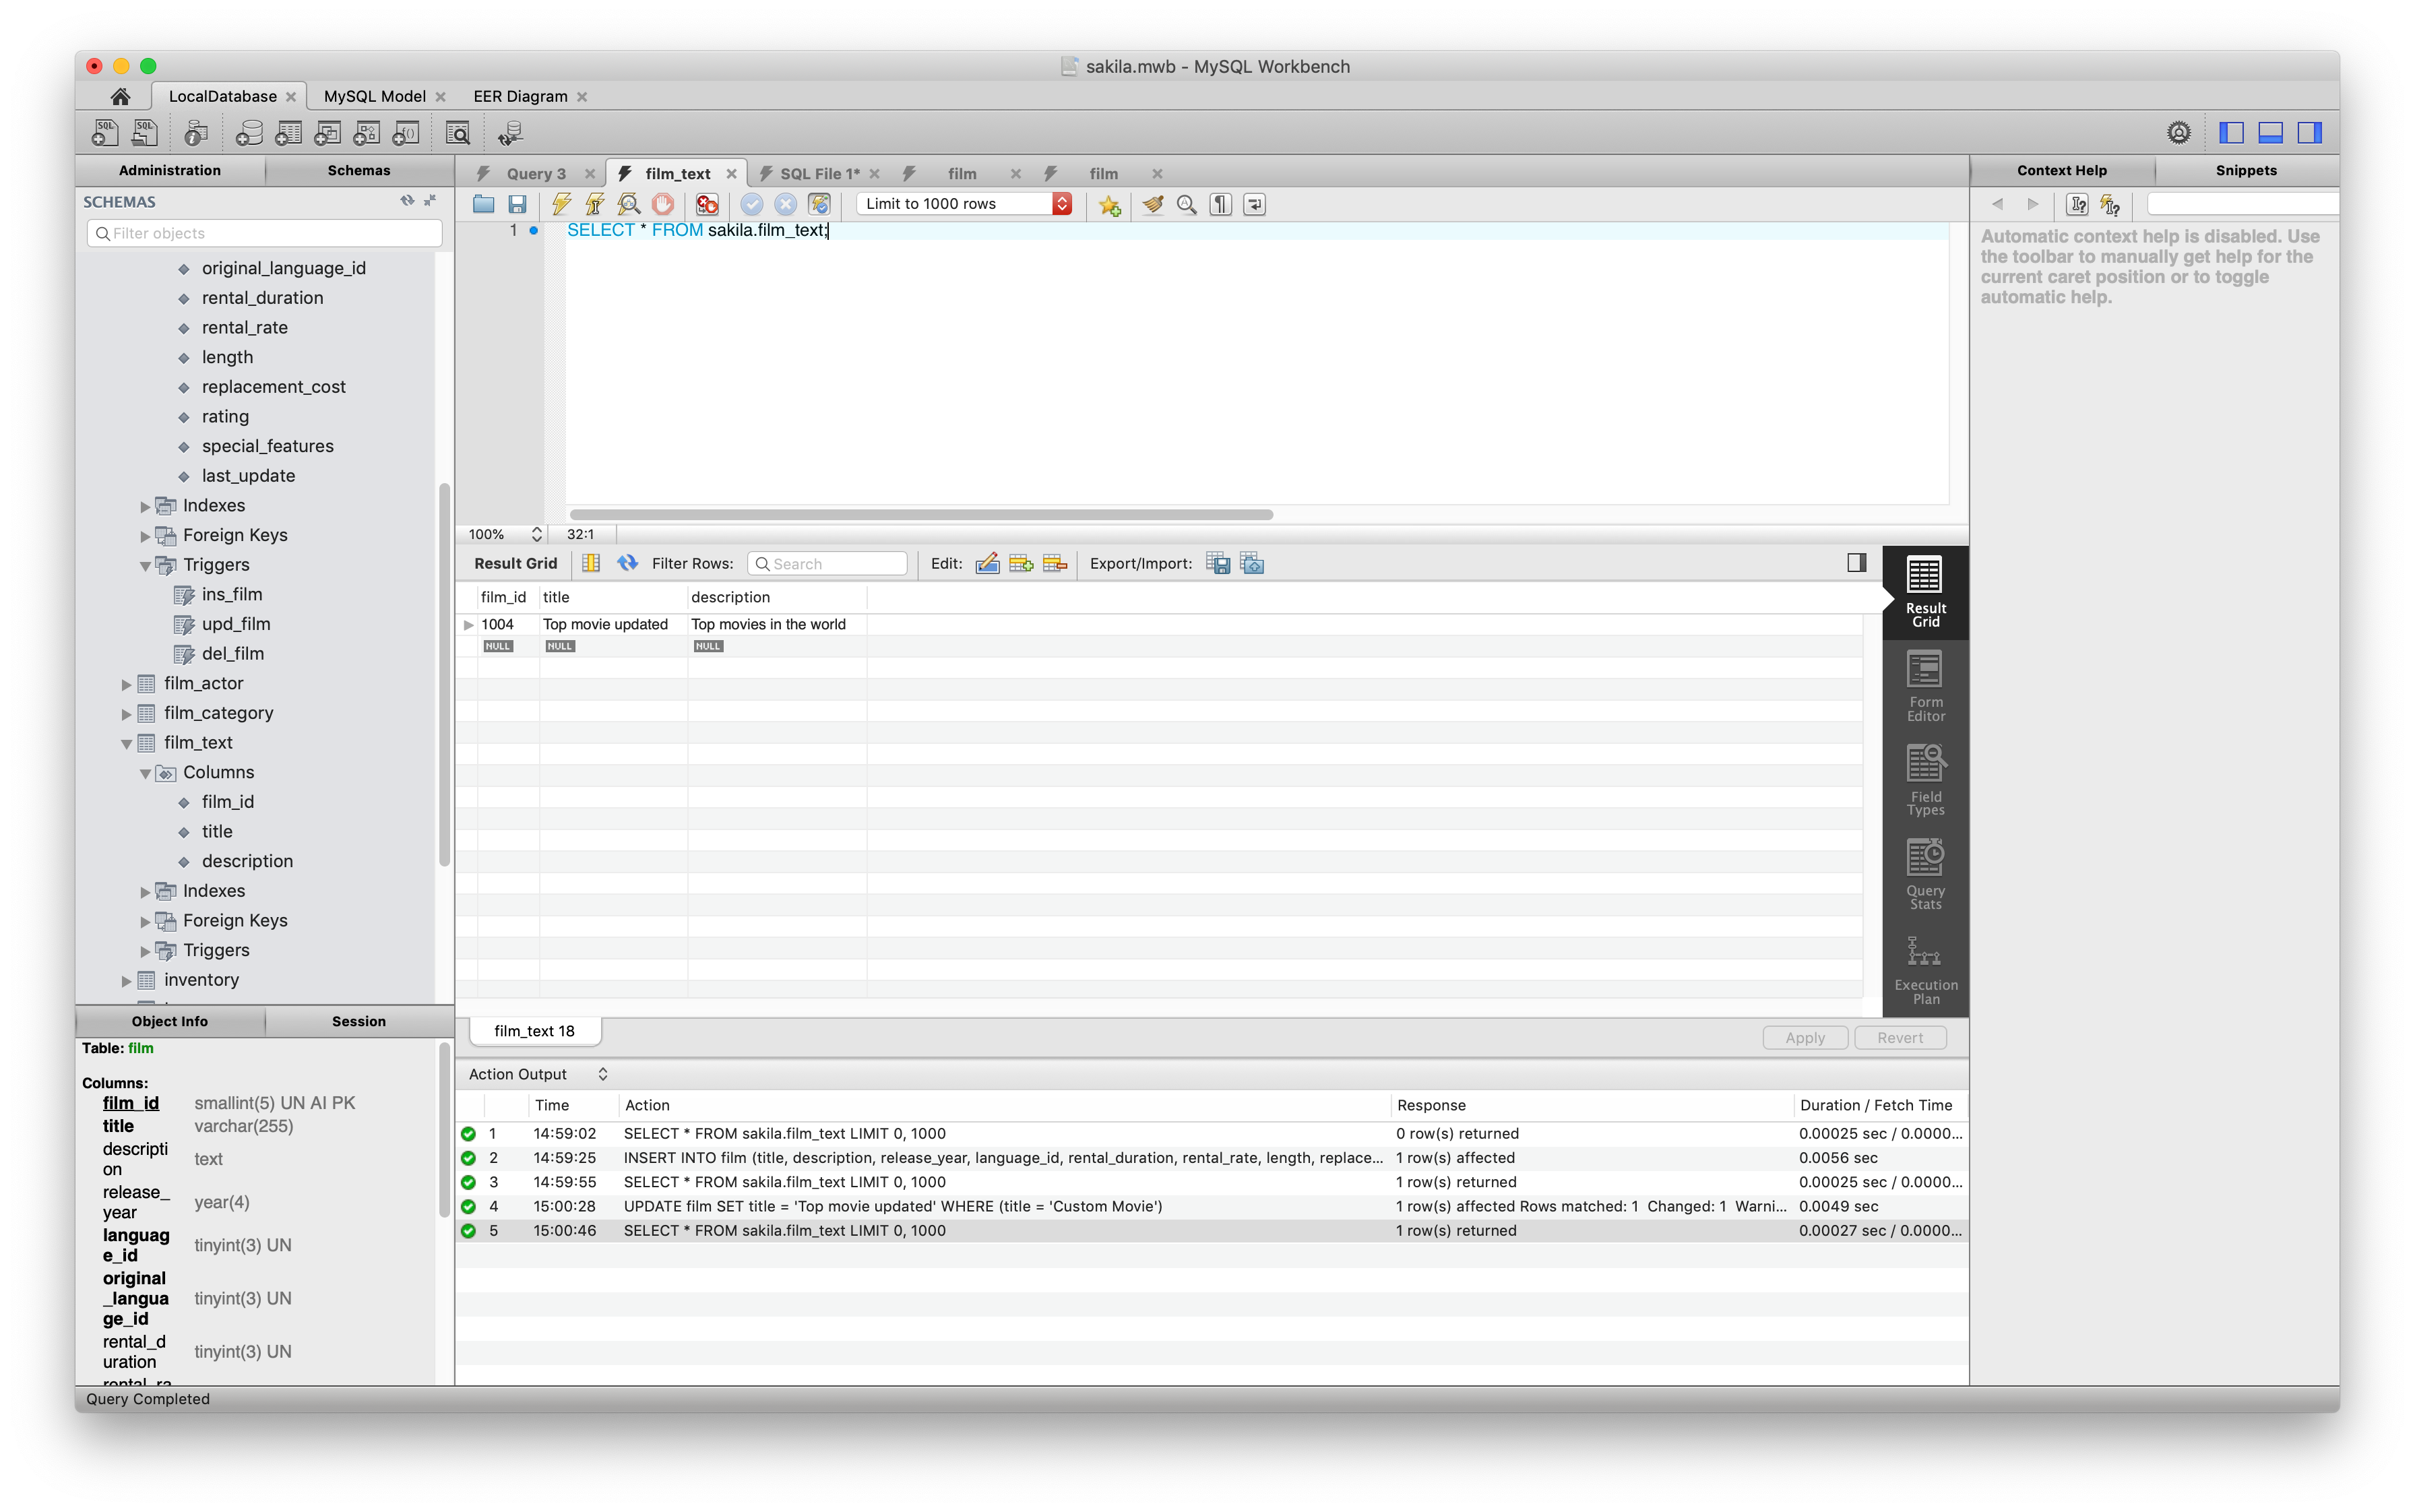 sakila.mwb - MySQL Workbench
LocalDatabase
MySQL Model
EER Diagram
Administration
Schemas
SCHEMAS
Filter objects
original_language_id
rental_duration
rental_rate
length
replacement_cost
rating
special_features
last_update
Indexes
Foreign Keys
Triggers
ins_film
upd_film
del_film
film_actor
film_category
film_text
Columns
film_id
title
description
Indexes
Foreign Keys
Triggers
inventory
Object Info
Session
Table: film
Columns:
film_id smallint(5) UN AI PK
title varchar(255)
descripti
on text
release_
year year(4)
languag
e_id tinyint(3) UN
original
_langua
ge_id tinyint(3) UN
rental_d
uration tinyint(3) UN
rental_ra
Query Completed
Query 3
film_text
SQL File 1*
film
film
Limit to 1000 rows
1 SELECT * FROM sakila.film_text;
100% 32:1
Result Grid
Filter Rows:
Search
Edit:
Export/Import:
film_id title description
1004 Top movie updated Top movies in the world
NULL NULL NULL
Result
Grid
Form
Editor
Field
Types
Query
Stats
Execution
Plan
film_text 18
Apply
Revert
Action Output
Time Action Response Duration / Fetch Time
1 14:59:02 SELECT * FROM sakila.film_text LIMIT 0, 1000 0 row(s) returned 0.00025 sec / 0.0000...
2 14:59:25 INSERT INTO film (title, description, release_year, language_id, rental_duration, rental_rate, length, replace... 1 row(s) affected 0.0056 sec
3 14:59:55 SELECT * FROM sakila.film_text LIMIT 0, 1000 1 row(s) returned 0.00025 sec / 0.0000...
4 15:00:28 UPDATE film SET title = 'Top movie updated' WHERE (title = 'Custom Movie') 1 row(s) affected Rows matched: 1 Changed: 1 Warni... 0.0049 sec
5 15:00:46 SELECT * FROM sakila.film_text LIMIT 0, 1000 1 row(s) returned 0.00027 sec / 0.0000...
Context Help
Snippets
Automatic context help is disabled. Use
the toolbar to manually get help for the
current caret position or to toggle
automatic help.